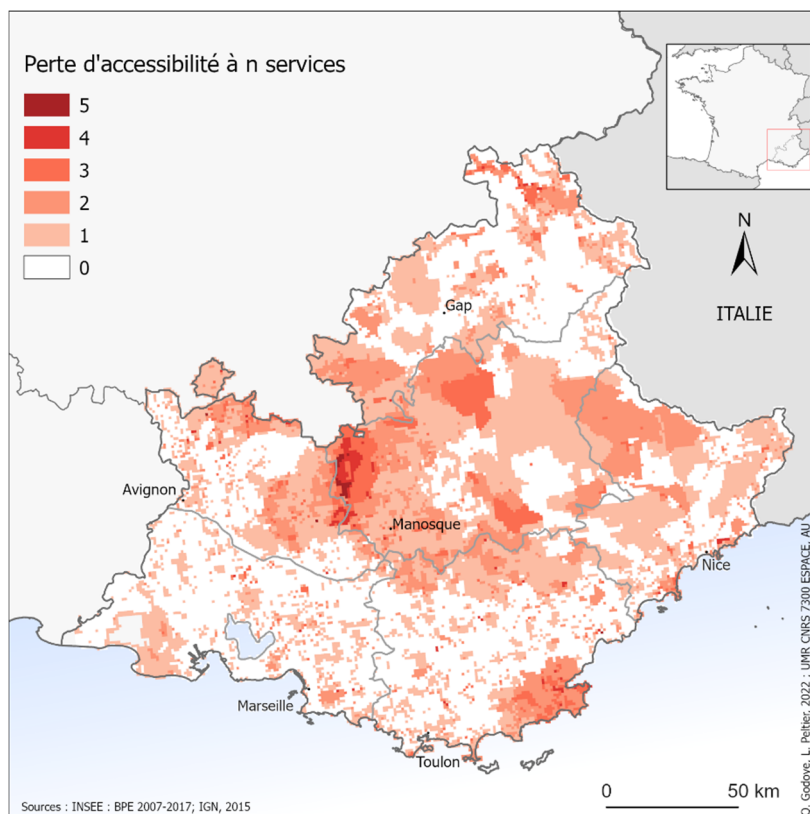 Perte d'accessibilité à n services
5
4
3
2
1
0
N
ITALIE
Gap
Avignon
Manosque
Nice
Marseille
Toulon
0 50 km
Sources : INSEE : BPE 2007-2017; IGN, 2015
O. Godoye, L. Peltier, 2022 ; UMR CNRS 7300 ESPACE, AU